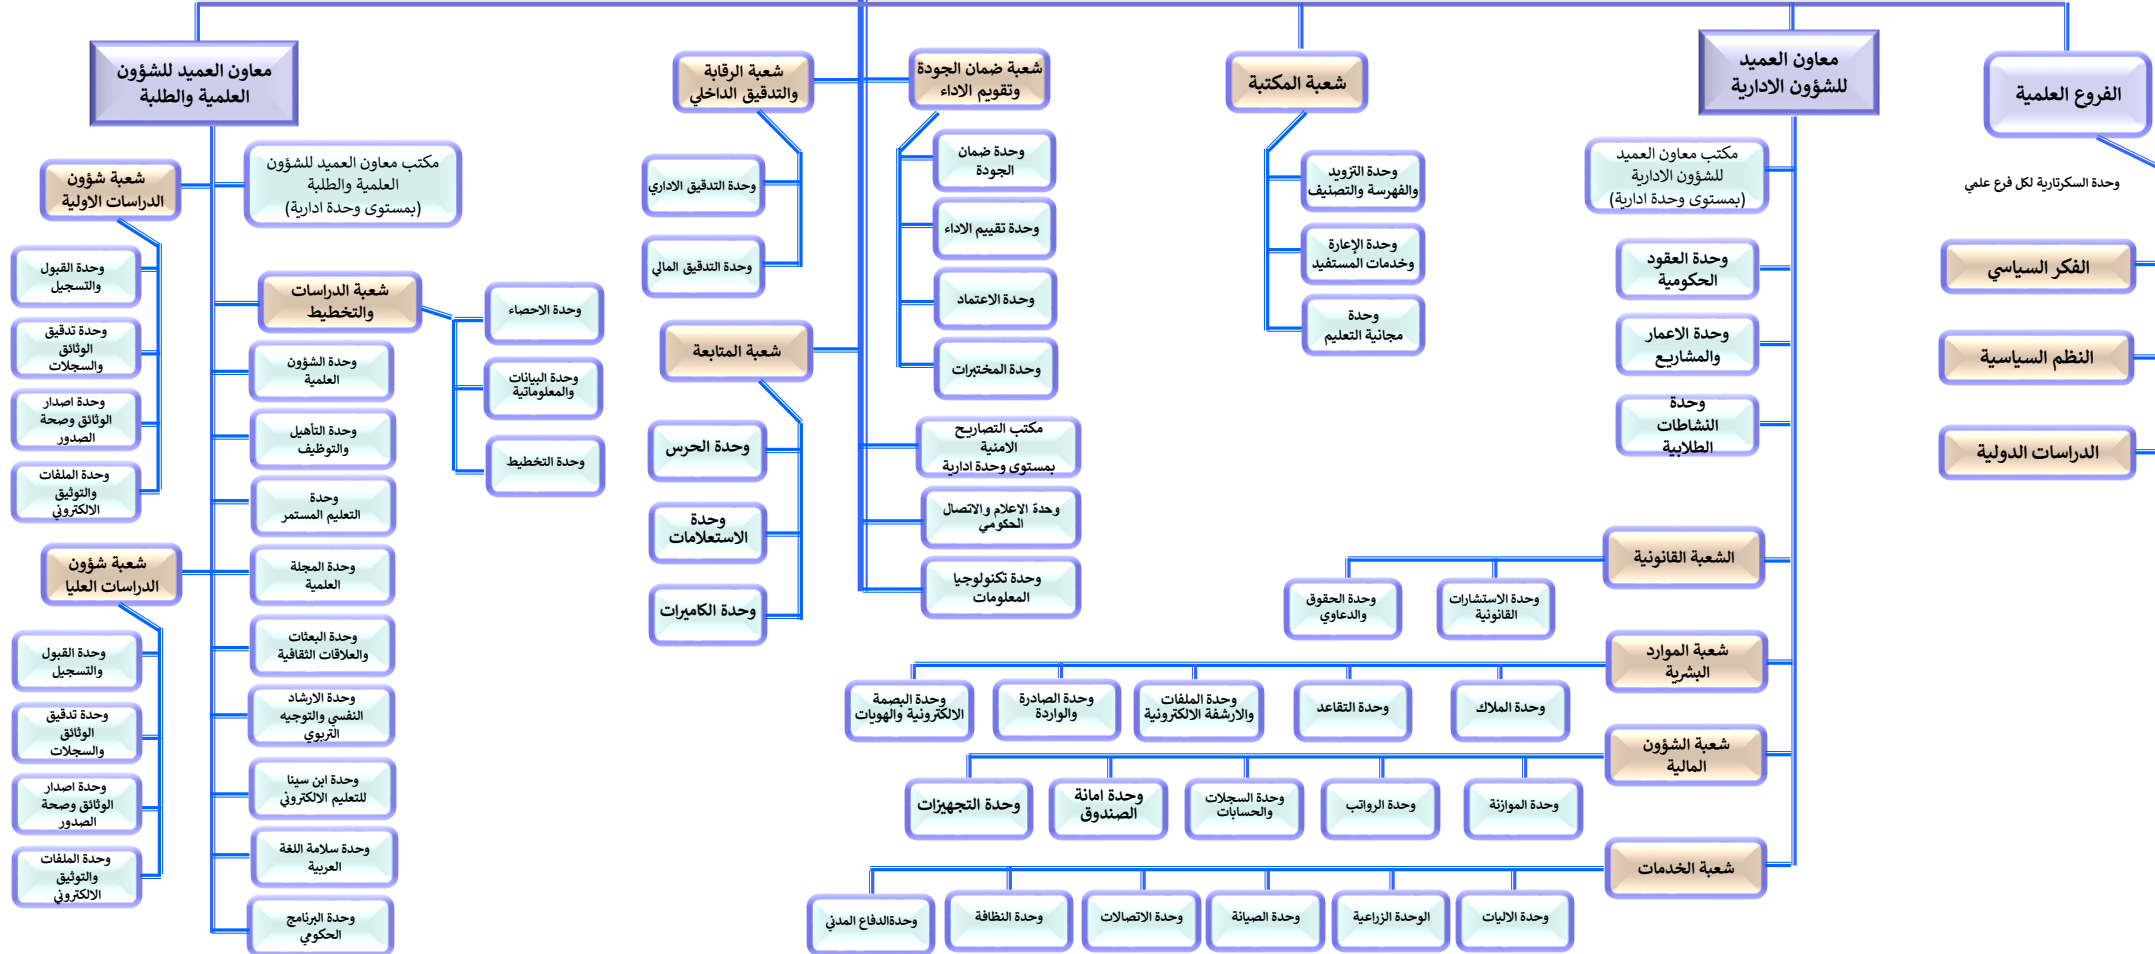 الفروع العلمية
وحدة السكرتارية لكل فرع علمي
الفكر السياسي
النظم السياسية
الدراسات الدولية
معاون العميد
للشؤون الادارية
مكتب معاون العميد
للشؤون الادارية
(بمستوى وحدة ادارية)
وحدة العقود
الحكومية
وحدة الاعمار
والمشاريع
وحدة
النشاطات
الطلابية
الشعبة القانونية
وحدة الاستشارات
القانونية
وحدة الحقوق
والدعاوي
شعبة الموارد
البشرية
وحدة الملاك
وحدة التقاعد
وحدة الملفات
والارشفة الالكترونية
وحدة الصادرة
والواردة
وحدة البصمة
الالكترونية والهويات
شعبة الشؤون
المالية
وحدة الموازنة
وحدة الرواتب
وحدة السجلات
والحسابات
وحدة امانة
الصندوق
وحدة التجهيزات
شعبة الخدمات
وحدة الاليات
الوحدة الزراعية
وحدة الصيانة
وحدة الاتصالات
وحدة النظافة
وحدةالدفاع المدني
شعبة المكتبة
وحدة التزويد
والفهرسة والتصنيف
وحدة الإعارة
وخدمات المستفيد
وحدة
مجانية التعليم
شعبة ضمان الجودة
وتقويم الاداء
وحدة ضمان
الجودة
وحدة تقييم الاداء
وحدة الاعتماد
وحدة المختبرات
مكتب التصاريح
الامنية
بمستوى وحدة ادارية
وحدة الاعلام والاتصال
الحكومي
وحدة تكنولوجيا
المعلومات
شعبة الرقابة
والتدقيق الداخلي
وحدة التدقيق الاداري
وحدة التدقيق المالي
شعبة المتابعة
وحدة الحرس
وحدة
الاستعلامات
وحدة الكاميرات
معاون العميد للشؤون
العلمية والطلبة
مكتب معاون العميد للشؤون
العلمية والطلبة
(بمستوى وحدة ادارية)
شعبة الدراسات
والتخطيط
وحدة الاحصاء
وحدة البيانات
والمعلوماتية
وحدة التخطيط
وحدة الشؤون
العلمية
وحدة التأهيل
والتوظيف
وحدة
التعليم المستمر
وحدة المجلة
العلمية
وحدة البعثات
والعلاقات الثقافية
وحدة الارشاد
النفسي والتوجيه
التربوي
وحدة ابن سينا
للتعليم الالكتروني
وحدة سلامة اللغة
العربية
وحدة البرنامج
الحكومي
شعبة شؤون
الدراسات الاولية
وحدة القبول
والتسجيل
وحدة تدقيق
الوثائق
والسجلات
وحدة اصدار
الوثائق وصحة
الصدور
وحدة الملفات
والتوثيق
الالكتروني
شعبة شؤون
الدراسات العليا
وحدة القبول
والتسجيل
وحدة تدقيق
الوثائق
والسجلات
وحدة اصدار
الوثائق وصحة
الصدور
وحدة الملفات
والتوثيق
الالكتروني